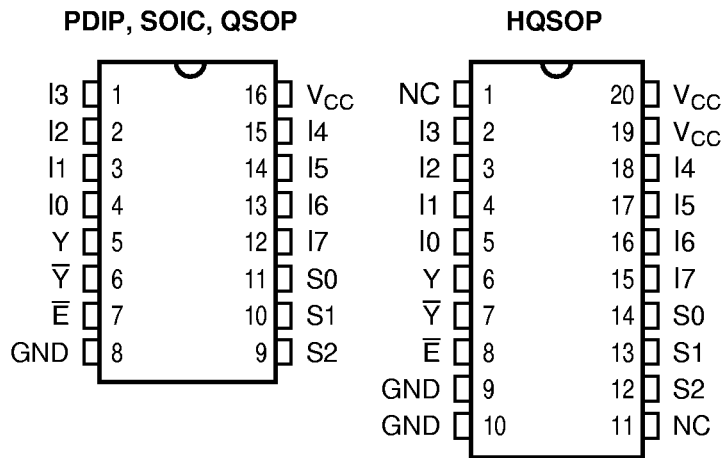 PDIP, SOIC, QSOP
I3 1 16 VCC
I2 2 15 I4
I1 3 14 I5
I0 4 13 I6
Y 5 12 I7
Y̅ 6 11 S0
E̅ 7 10 S1
GND 8 9 S2
HQSOP
NC 1 20 VCC
I3 2 19 VCC
I2 3 18 I4
I1 4 17 I5
I0 5 16 I6
Y 6 15 I7
Y̅ 7 14 S0
E̅ 8 13 S1
GND 9 12 S2
GND 10 11 NC